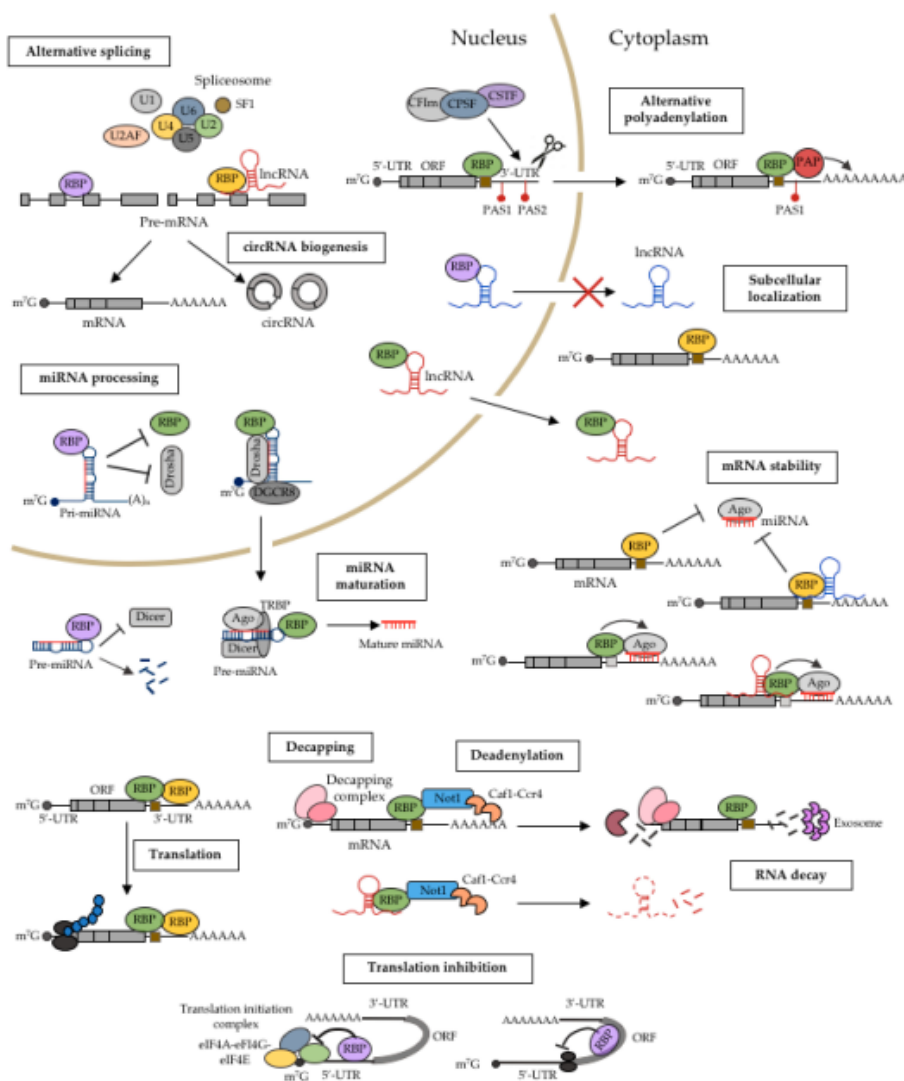 Nucleus
Cytoplasm
Alternative splicing
Spliceosome
U1
U6
SF1
U4
U2
U2AF
U5
RBP
RBP
lncRNA
Pre-mRNA
circRNA biogenesis
m⁷G
AAAAAA
mRNA
circRNA
CFIm
CPSF
CSTF
5'-UTR
ORF
RBP
3'-UTR
m⁷G
PAS1
PAS2
Alternative
polyadenylation
5'-UTR
ORF
RBP
PAP
m⁷G
AAAAAAAAA
PAS1
RBP
lncRNA
Subcellular
localization
RBP
m⁷G
AAAAAA
RBP
lncRNA
RBP
miRNA processing
RBP
RBP
Drosha
m⁷G
(A)ₙ
Pri-miRNA
RBP
Drosha
m⁷G
DGCR8
mRNA stability
Ago
miRNA
RBP
m⁷G
AAAAAA
mRNA
RBP
m⁷G
AAAAAA
RBP
Ago
m⁷G
AAAAAA
RBP
Ago
m⁷G
AAAAAA
miRNA
maturation
RBP
Dicer
Pre-miRNA
TRBP
Ago
RBP
Dicer
Pre-miRNA
Mature miRNA
Decapping
Deadenylation
ORF
RBP
RBP
m⁷G
AAAAAA
5'-UTR
3'-UTR
Translation
RBP
RBP
m⁷G
AAAAAA
Decapping
complex
RBP
Not1
Caf1-Ccr4
m⁷G
AAAAAA
mRNA
RBP
Exosome
RBP
Not1
Caf1-Ccr4
RNA decay
Translation inhibition
3'-UTR
Translation initiation
complex
AAAAAAA
eIF4A-eFI4G-
eIF4E
RBP
ORF
m⁷G
5'-UTR
3'-UTR
AAAAAAA
RBP
ORF
m⁷G
5'-UTR